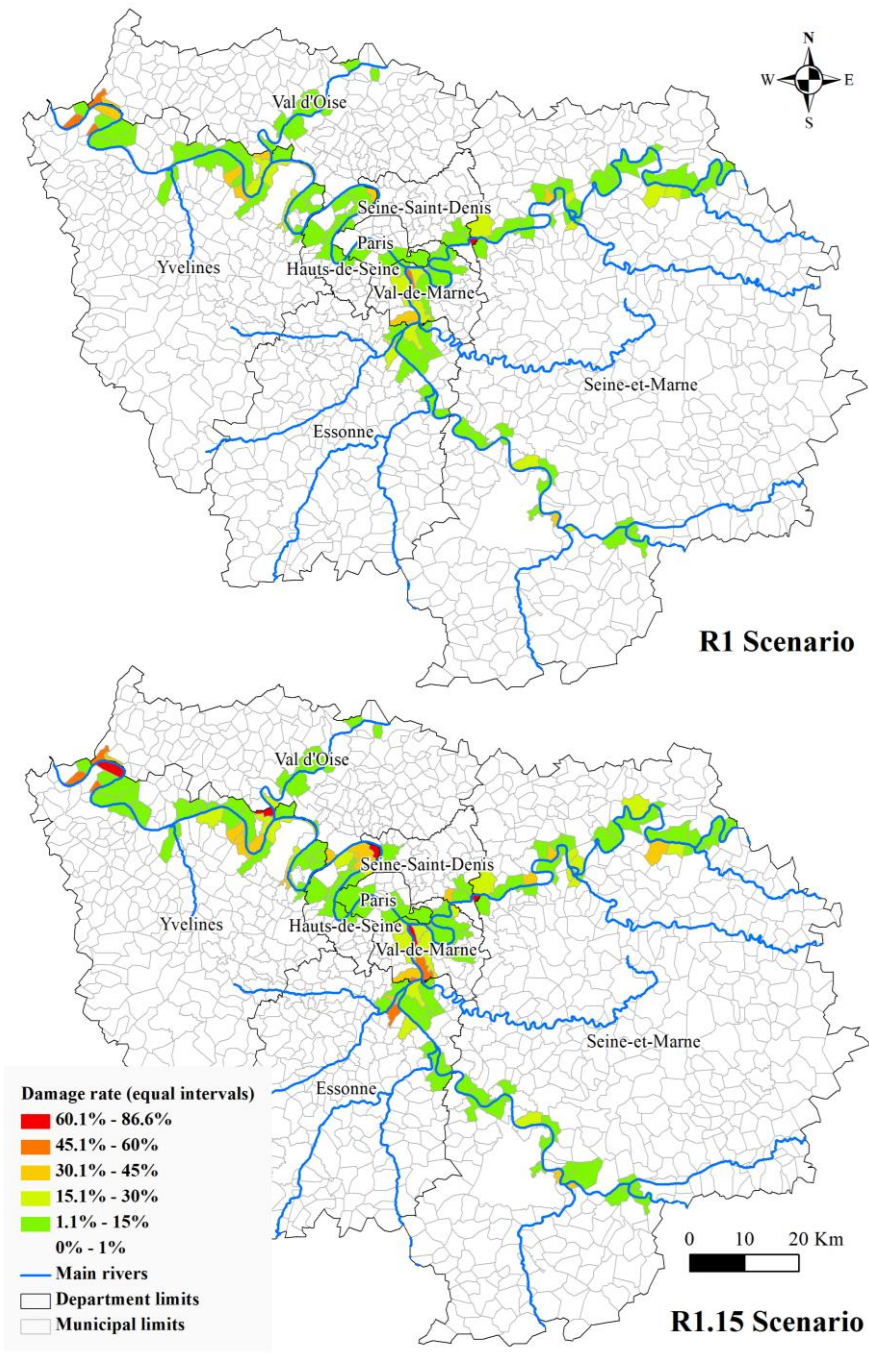 N
W E
S
Val d'Oise
Seine-Saint-Denis
Paris
Yvelines
Hauts-de-Seine
Val-de-Marne
Seine-et-Marne
Essonne
R1 Scenario
Val d'Oise
Seine-Saint-Denis
Paris
Yvelines
Hauts-de-Seine
Val-de-Marne
Seine-et-Marne
Essonne
Damage rate (equal intervals)
60.1% - 86.6%
45.1% - 60%
30.1% - 45%
15.1% - 30%
1.1% - 15%
0% - 1%
Main rivers
Department limits
Municipal limits
0 10 20 Km
R1.15 Scenario